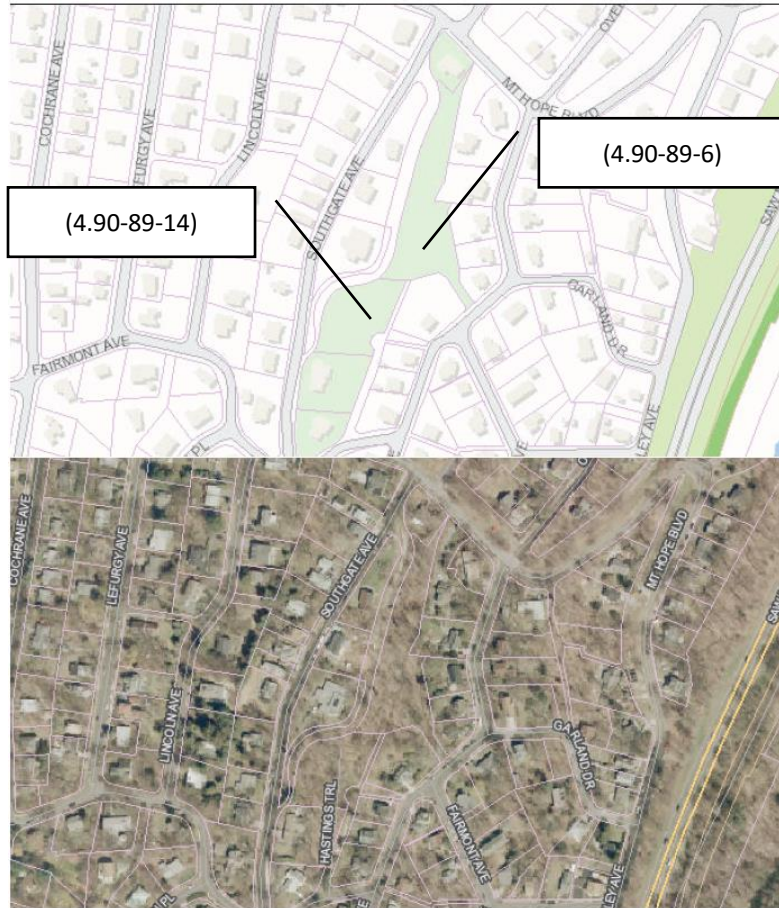 COCHRANE AVE
LEFURGY AVE
LINCOLN AVE
SOUTHGATE AVE
MT HOPE BLVD
(4.90-89-6)
(4.90-89-14)
GARLAND DR
FAIRMONT AVE
PL
COCHRANE AVE
LEFURGY AVE
LINCOLN AVE
SOUTHGATE AVE
MT HOPE BLVD
GARLAND DR
HASTINGS TRL
FAIRMONT AVE
PL